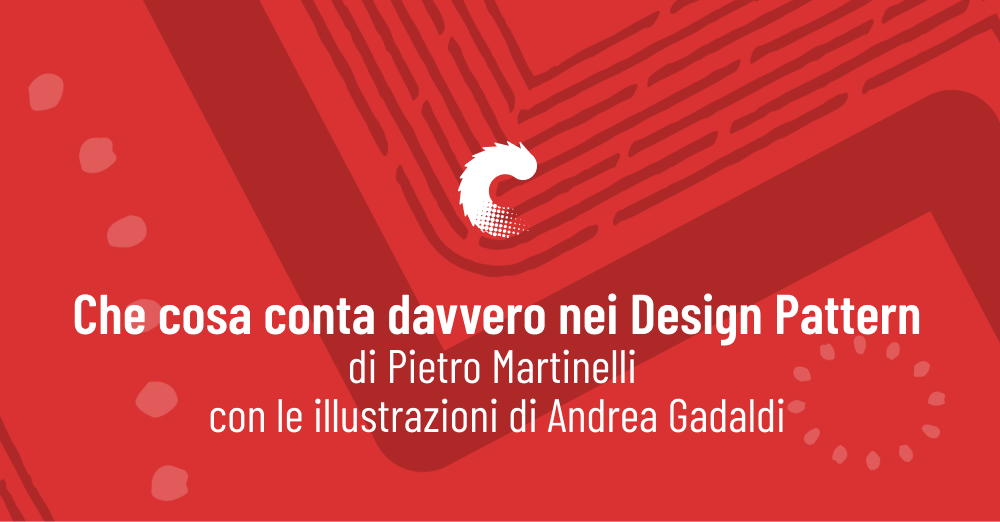 Che cosa conta davvero nei Design Pattern
di Pietro Martinelli
con le illustrazioni di Andrea Gadaldi